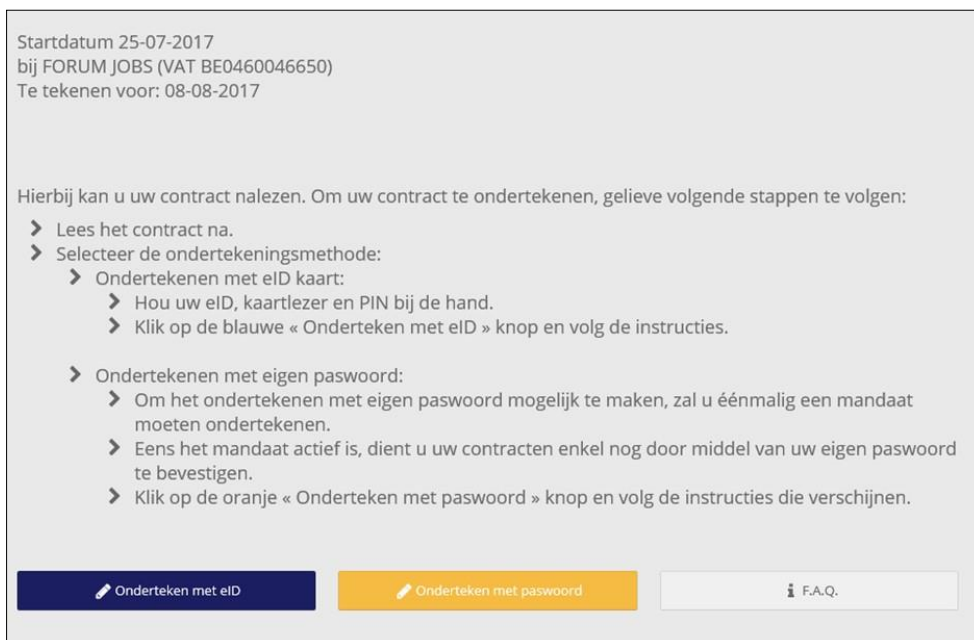 Startdatum 25-07-2017
bij FORUM JOBS (VAT BE0460046650)
Te tekenen voor: 08-08-2017
Hierbij kan u uw contract nalezen. Om uw contract te ondertekenen, gelieve volgende stappen te volgen:
Lees het contract na.
Selecteer de ondertekeningsmethode:
Ondertekenen met eID kaart:
Hou uw eID, kaartlezer en PIN bij de hand.
Klik op de blauwe « Onderteken met eID » knop en volg de instructies.
Ondertekenen met eigen paswoord:
Om het ondertekenen met eigen paswoord mogelijk te maken, zal u éénmalig een mandaat
moeten ondertekenen.
Eens het mandaat actief is, dient u uw contracten enkel nog door middel van uw eigen paswoord
te bevestigen.
Klik op de oranje « Onderteken met paswoord » knop en volg de instructies die verschijnen.
Onderteken met eID
Onderteken met paswoord
F.A.Q.